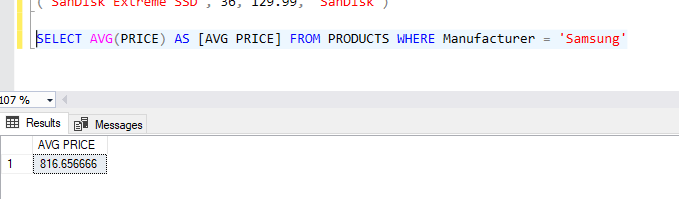 ('SanDisk Extreme SSD', 36, 129.99, 'SanDisk')
SELECT AVG(PRICE) AS [AVG PRICE] FROM PRODUCTS WHERE Manufacturer = 'Samsung'
107 %
Results Messages
AVG PRICE
1 816.656666